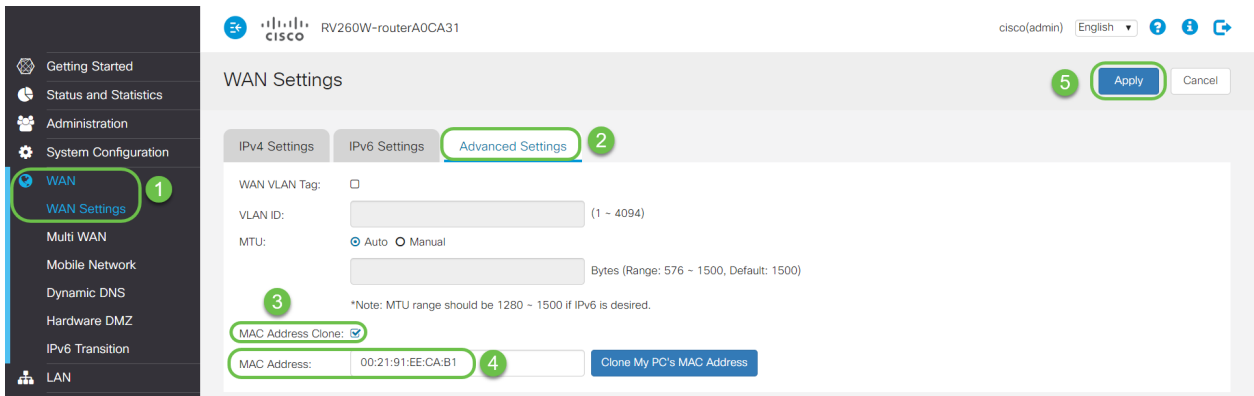 cisco RV260W-routerA0CA31 cisco(admin) English
Getting Started
Status and Statistics
Administration
System Configuration
WAN
1
WAN Settings
Multi WAN
Mobile Network
Dynamic DNS
Hardware DMZ
IPv6 Transition
LAN
WAN Settings 5 Apply Cancel
IPv4 Settings IPv6 Settings Advanced Settings 2
WAN VLAN Tag:
VLAN ID: (1 ~ 4094)
MTU: Auto Manual
Bytes (Range: 576 ~ 1500, Default: 1500)
*Note: MTU range should be 1280 ~ 1500 if IPv6 is desired.
3
MAC Address Clone:
MAC Address: 00:21:91:EE:CA:B1 4 Clone My PC's MAC Address